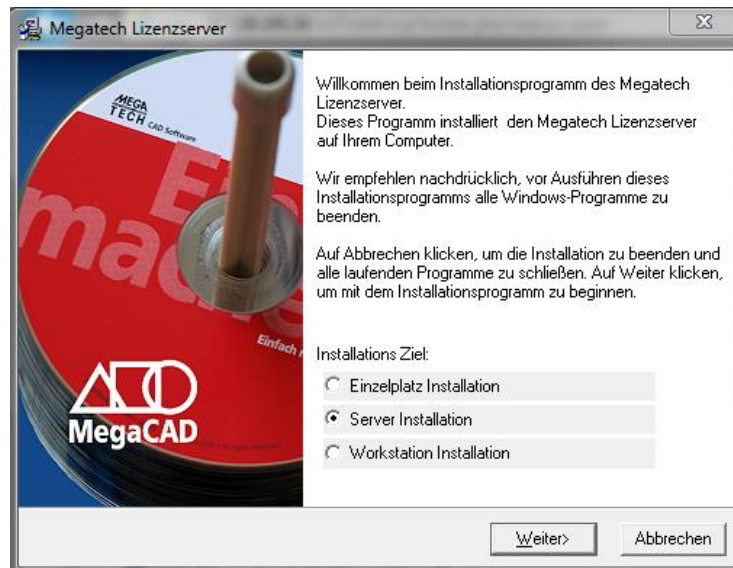 Megatech Lizenzserver
MEGA
TECH CAD Software
Einfach
MegaCAD
Willkommen beim Installationsprogramm des Megatech
Lizenzserver.
Dieses Programm installiert den Megatech Lizenzserver
auf Ihrem Computer.
Wir empfehlen nachdrücklich, vor Ausführen dieses
Installationsprogramms alle Windows-Programme zu
beenden.
Auf Abbrechen klicken, um die Installation zu beenden und
alle laufenden Programme zu schließen. Auf Weiter klicken,
um mit dem Installationsprogramm zu beginnen.
Installations Ziel:
Einzelplatz Installation
Server Installation
Workstation Installation
Weiter>
Abbrechen